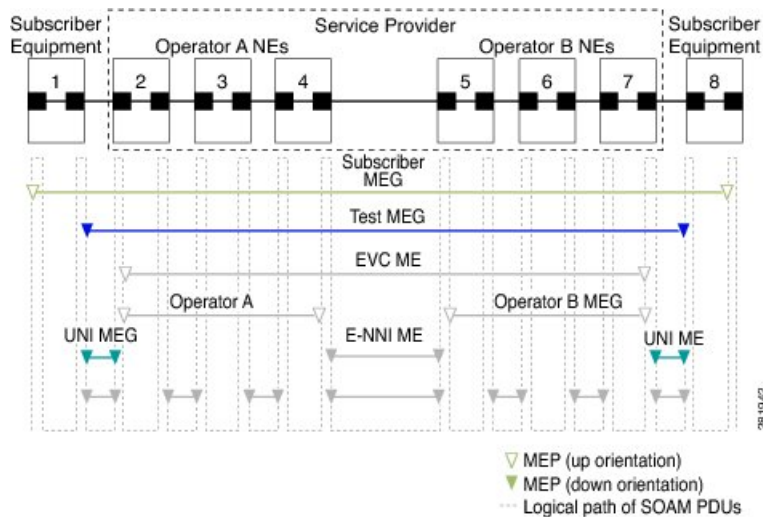 Subscriber Equipment
Service Provider
Subscriber Equipment
Operator A NEs
Operator B NEs
1
2
3
4
5
6
7
8
Subscriber MEG
Test MEG
EVC ME
Operator A
Operator B MEG
UNI MEG
E-NNI ME
UNI ME
MEP (up orientation)
MEP (down orientation)
Logical path of SOAM PDUs